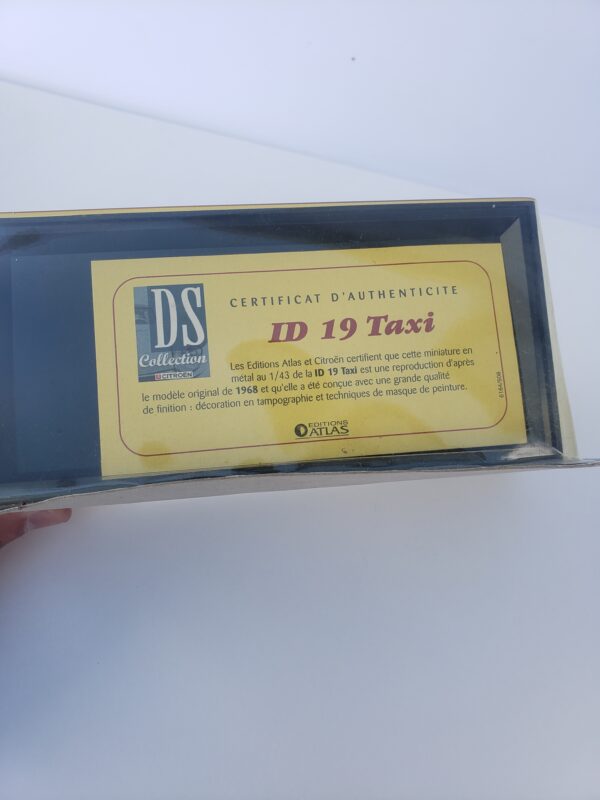 DS
Collection
CITROËN
CERTIFICAT D'AUTHENTICITE
ID 19 Taxi
Les Editions Atlas et Citroën certifient que cette miniature en
métal au 1/43 de la ID 19 Taxi est une reproduction d'après
le modèle original de 1968 et qu'elle a été conçue avec une grande qualité
de finition : décoration en tampographie et techniques de masque de peinture.
EDITIONS
ATLAS